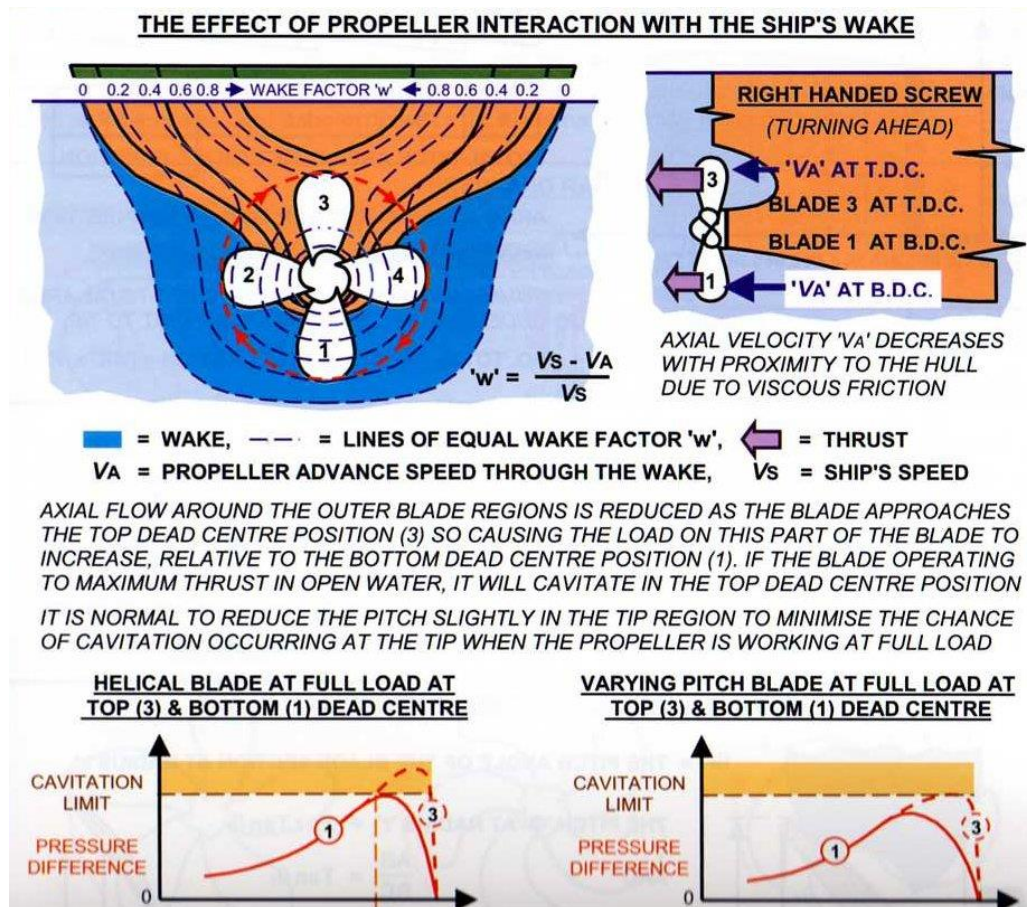 THE EFFECT OF PROPELLER INTERACTION WITH THE SHIP'S WAKE
0 0.2 0.4 0.6 0.8 WAKE FACTOR 'w' 0.8 0.6 0.4 0.2 0
3
2
4
1
'w' = VS - VA
VS
RIGHT HANDED SCREW
(TURNING AHEAD)
3
'VA' AT T.D.C.
BLADE 3 AT T.D.C.
BLADE 1 AT B.D.C.
1
'VA' AT B.D.C.
AXIAL VELOCITY 'VA' DECREASES
WITH PROXIMITY TO THE HULL
DUE TO VISCOUS FRICTION
= WAKE, = LINES OF EQUAL WAKE FACTOR 'w', = THRUST
VA = PROPELLER ADVANCE SPEED THROUGH THE WAKE, VS = SHIP'S SPEED
AXIAL FLOW AROUND THE OUTER BLADE REGIONS IS REDUCED AS THE BLADE APPROACHES
THE TOP DEAD CENTRE POSITION (3) SO CAUSING THE LOAD ON THIS PART OF THE BLADE TO
INCREASE, RELATIVE TO THE BOTTOM DEAD CENTRE POSITION (1). IF THE BLADE OPERATING
TO MAXIMUM THRUST IN OPEN WATER, IT WILL CAVITATE IN THE TOP DEAD CENTRE POSITION
IT IS NORMAL TO REDUCE THE PITCH SLIGHTLY IN THE TIP REGION TO MINIMISE THE CHANCE
OF CAVITATION OCCURRING AT THE TIP WHEN THE PROPELLER IS WORKING AT FULL LOAD
HELICAL BLADE AT FULL LOAD AT
TOP (3) & BOTTOM (1) DEAD CENTRE
CAVITATION
LIMIT
PRESSURE
DIFFERENCE
0
1
3
VARYING PITCH BLADE AT FULL LOAD AT
TOP (3) & BOTTOM (1) DEAD CENTRE
CAVITATION
LIMIT
PRESSURE
DIFFERENCE
0
1
3